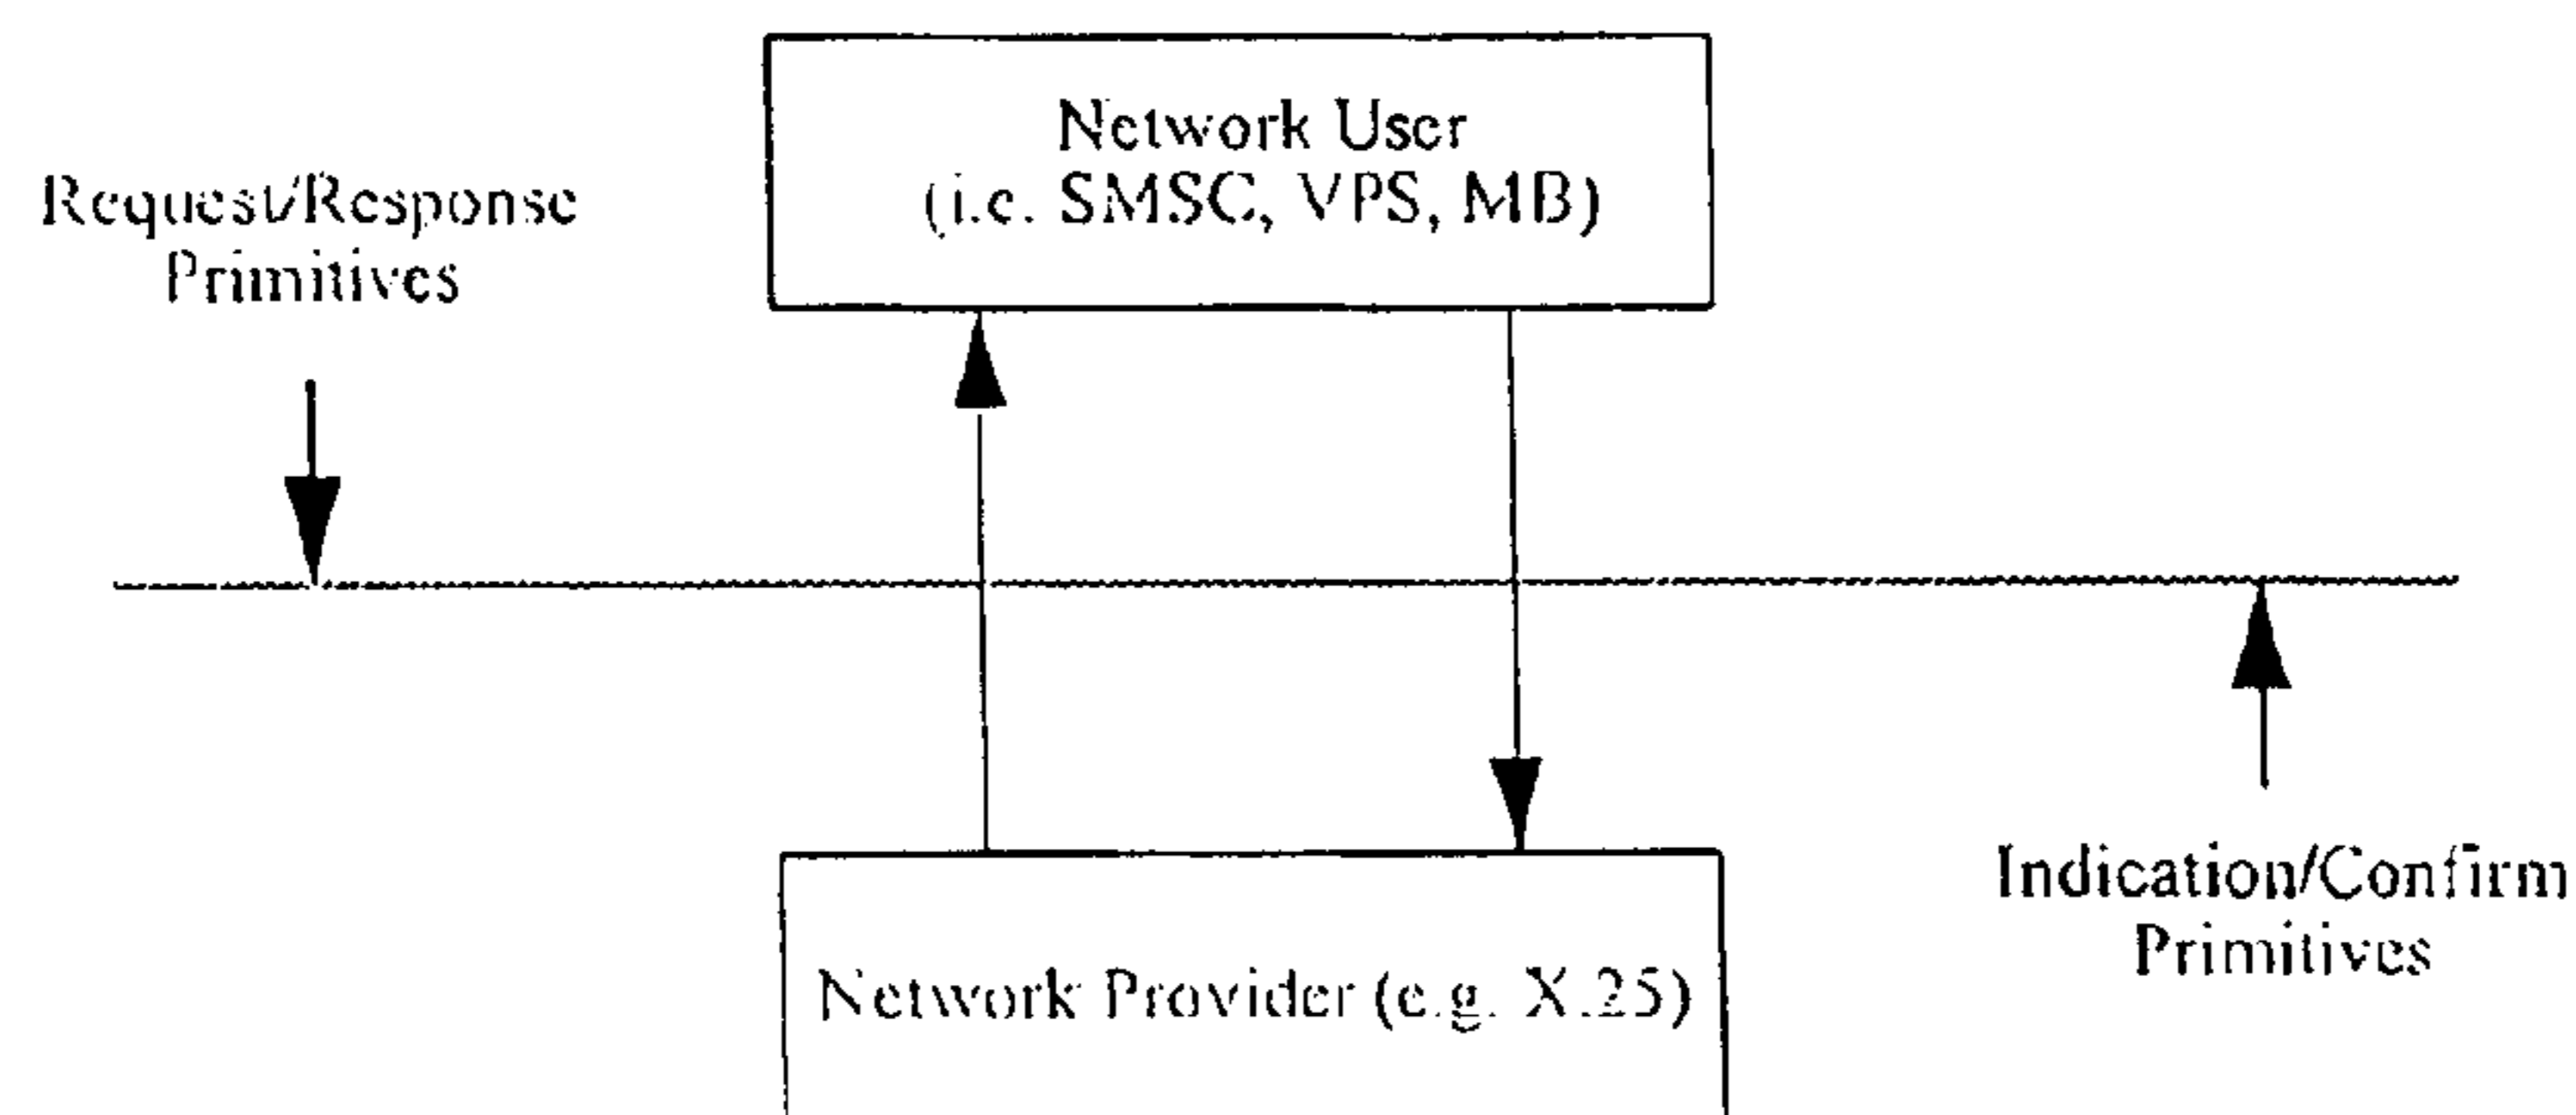 Network User
(i.e. SMSC, VPS, MB)
Request/Response
Primitives
Indication/Confirm
Primitives
Network Provider (e.g. X.25)